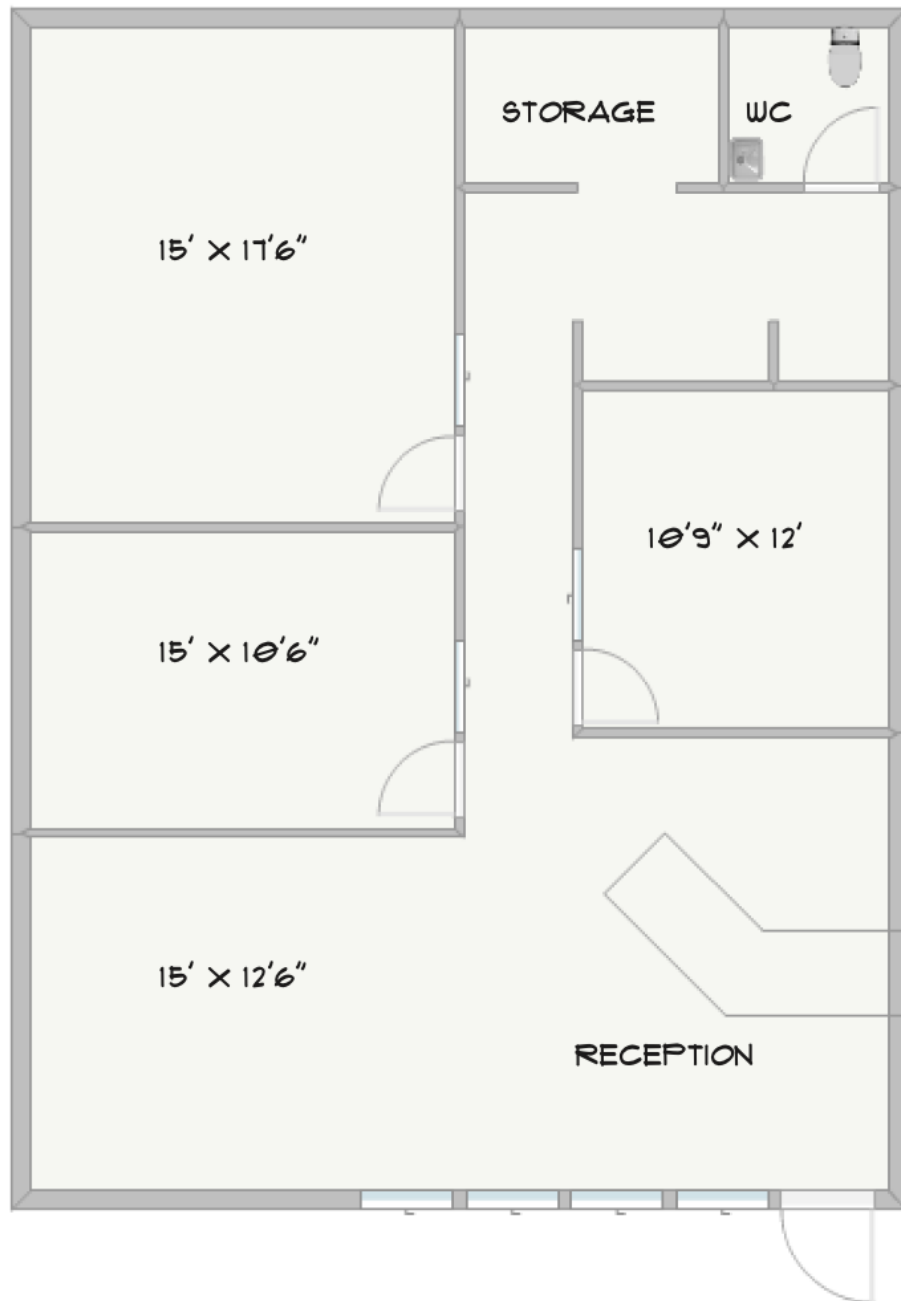 STORAGE
WC
15' X 17'6"
10'9" X 12'
15' X 10'6"
15' X 12'6"
RECEPTION